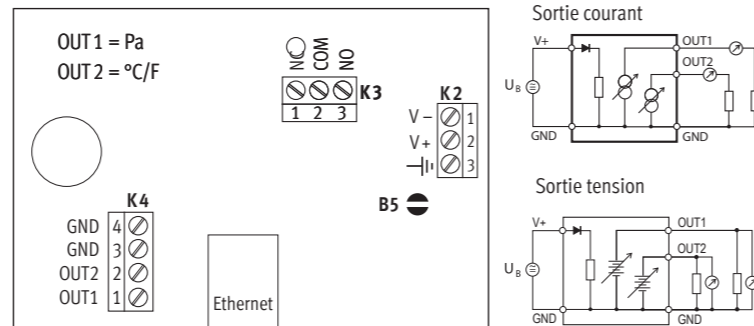 OUT 1 = Pa
OUT 2 = °C/F
NC COM NO
K3
1 2 3
K2
V – 1
V + 2
3
B5
K4
GND 4
GND 3
OUT2 2
OUT1 1
Ethernet
Sortie courant
V+
OUT1
OUT2
UB
GND
GND
Sortie tension
V+
OUT1
OUT2
UB
GND
GND